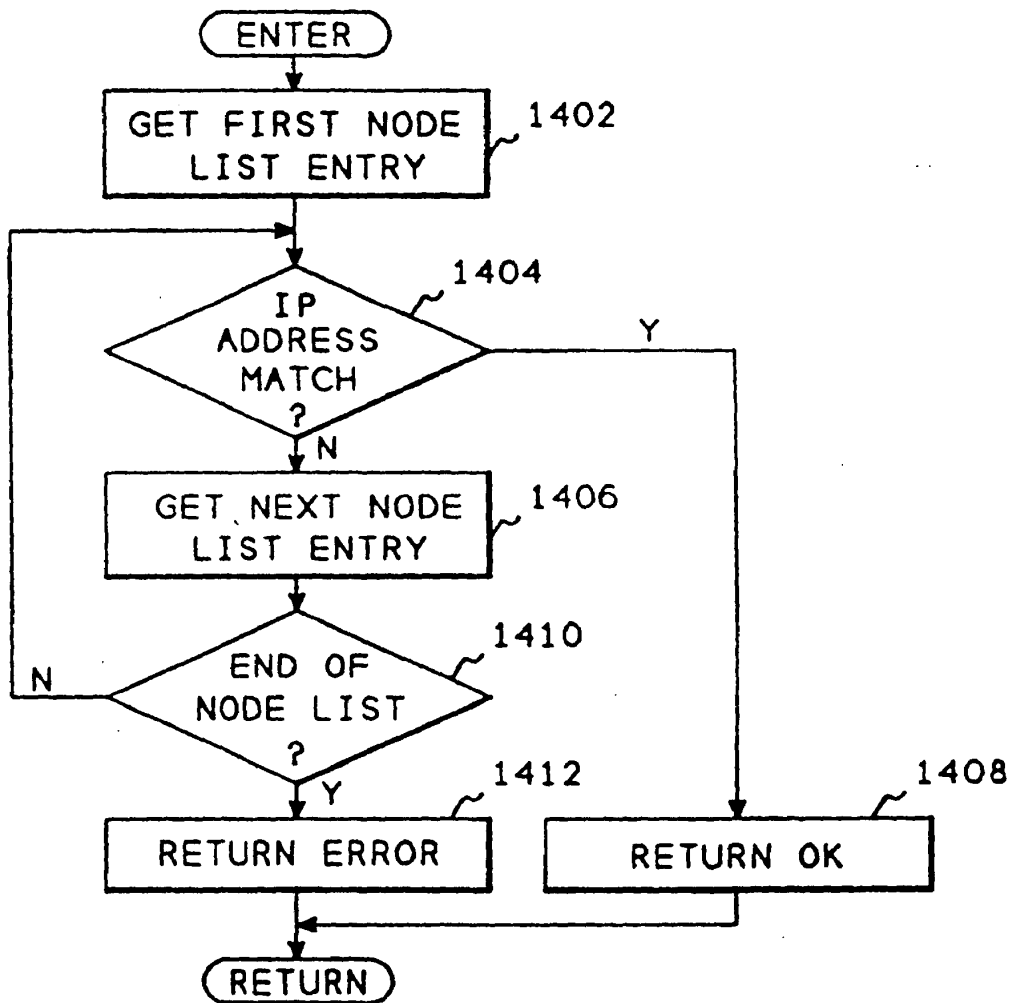 ENTER
GET FIRST NODE
LIST ENTRY
1402
1404
IP
ADDRESS
MATCH
?
Y
N
GET NEXT NODE
LIST ENTRY
1406
1410
END OF
NODE LIST
?
N
Y
1412
RETURN ERROR
1408
RETURN OK
RETURN